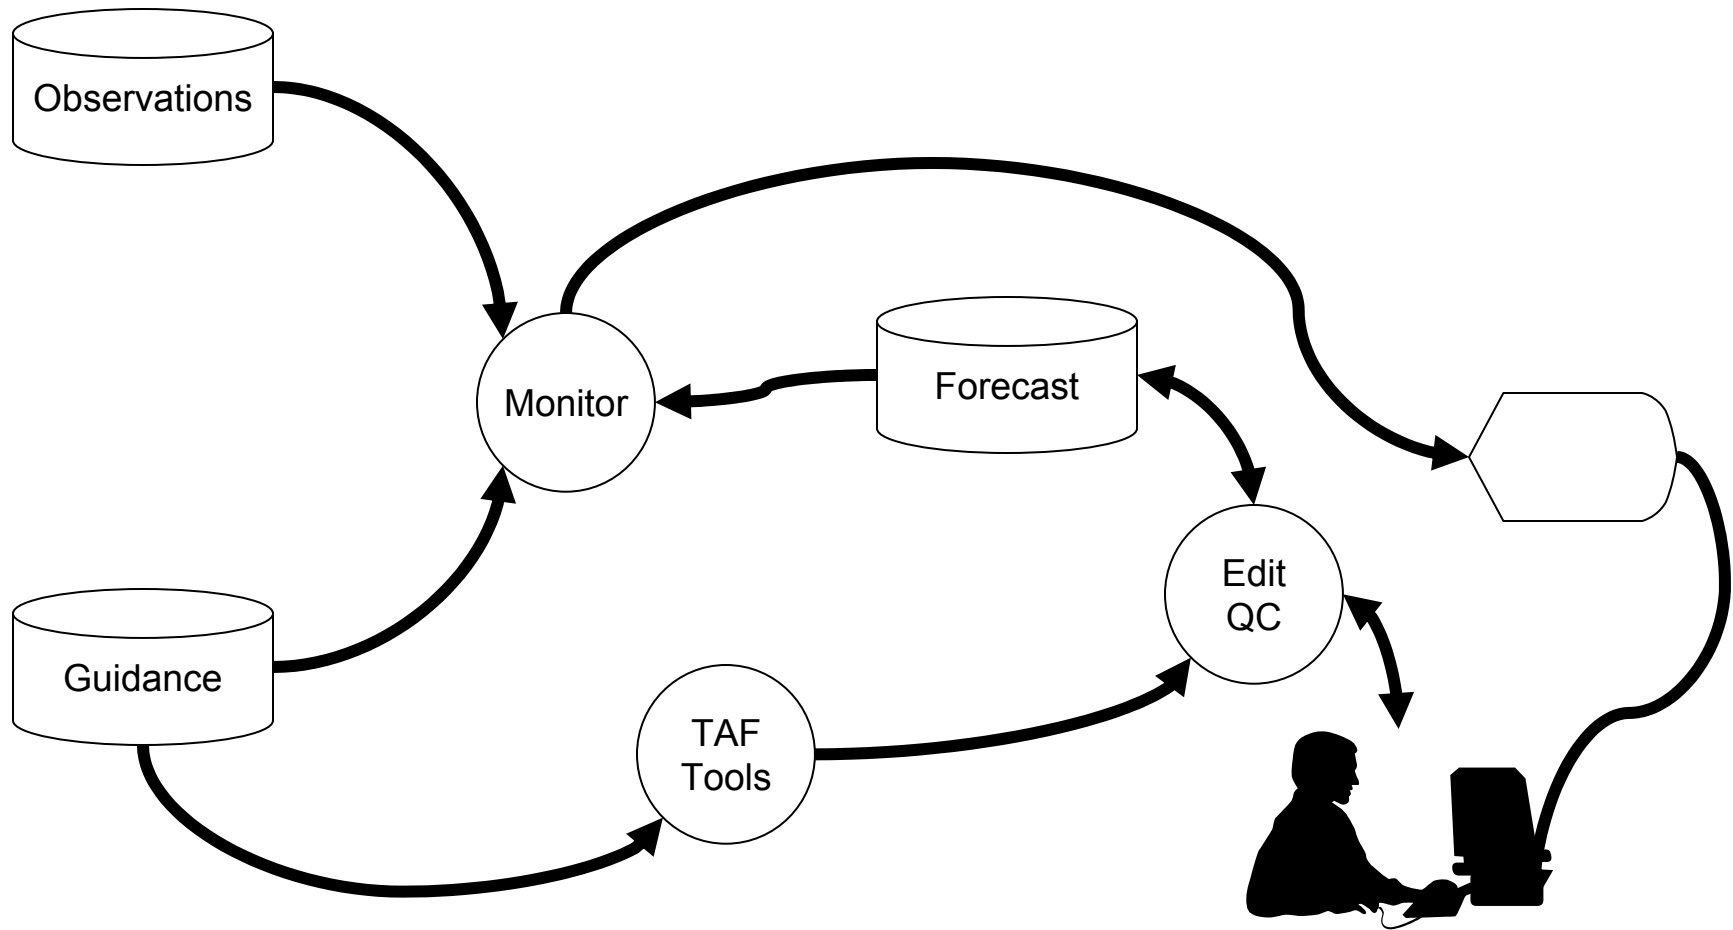 Observations
Monitor
Forecast
Edit
QC
Guidance
TAF
Tools